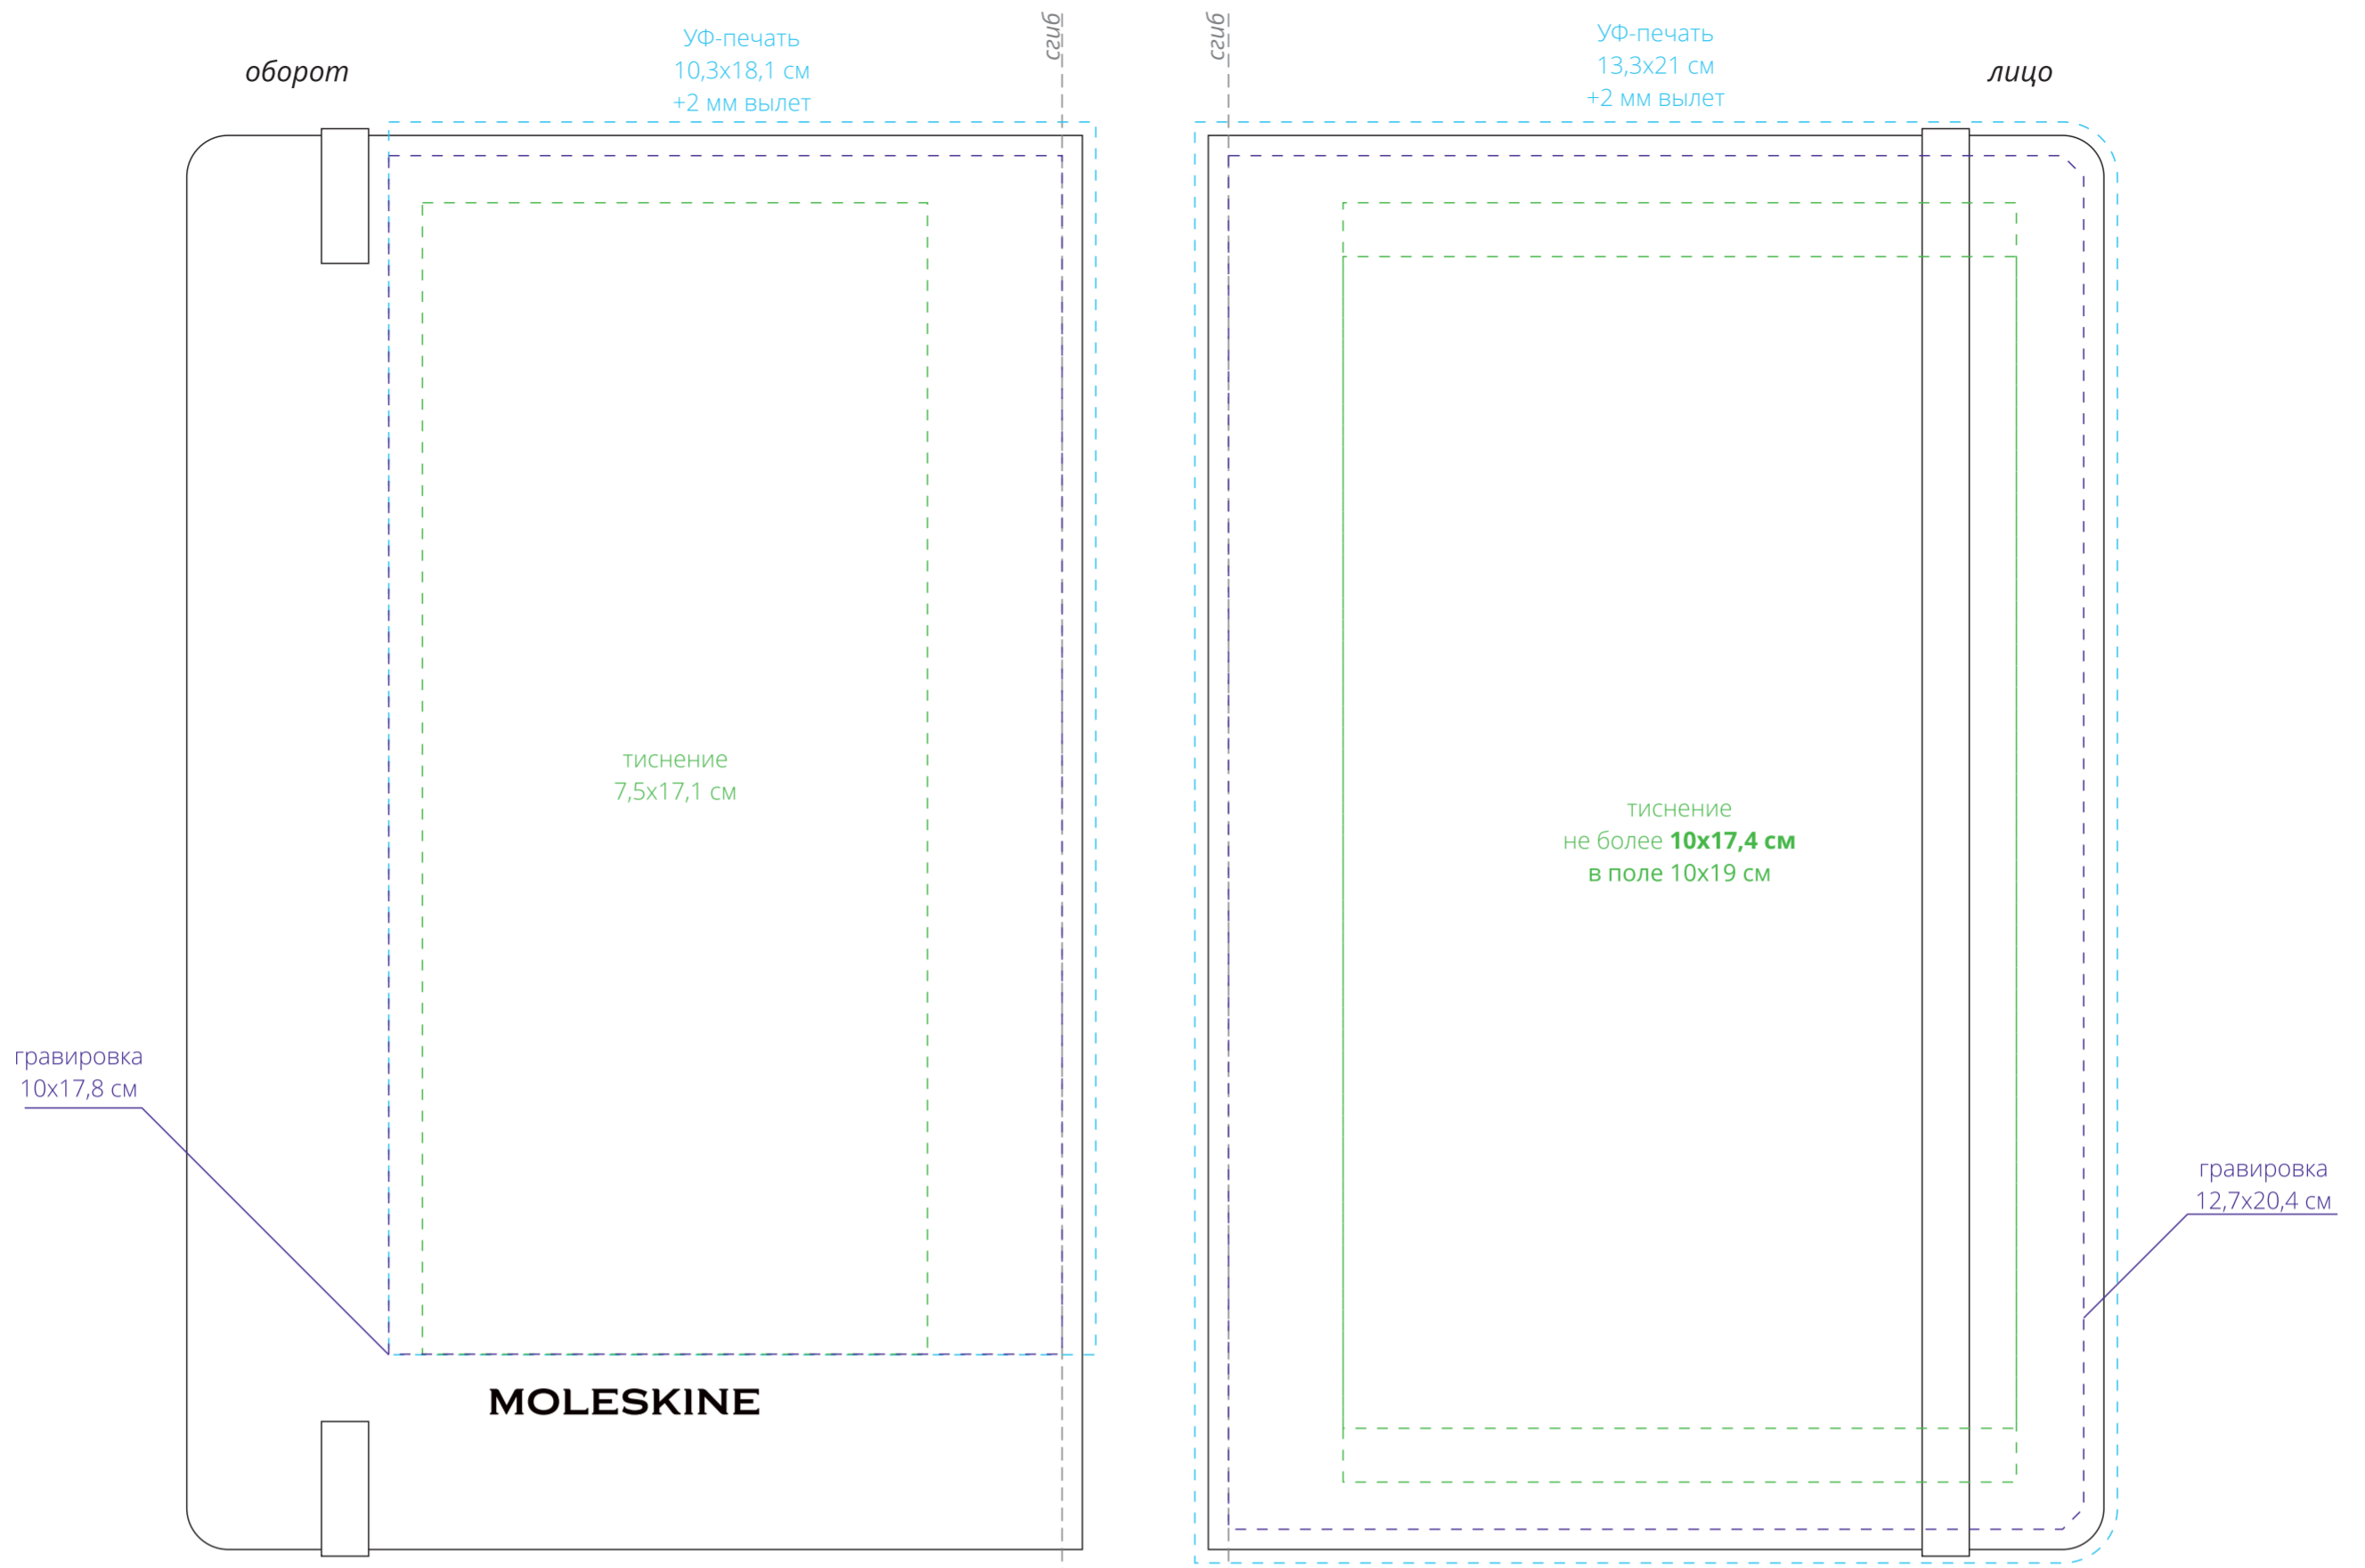 оборот
УФ-печать
10,3х18,1 см
+2 мм вылет
сгиб
сгиб
УФ-печать
13,3х21 см
+2 мм вылет
лицо
тиснение
7,5х17,1 см
тиснение
не более 10х17,4 см
в поле 10х19 см
гравировка
10х17,8 см
гравировка
12,7х20,4 см
MOLESKINE